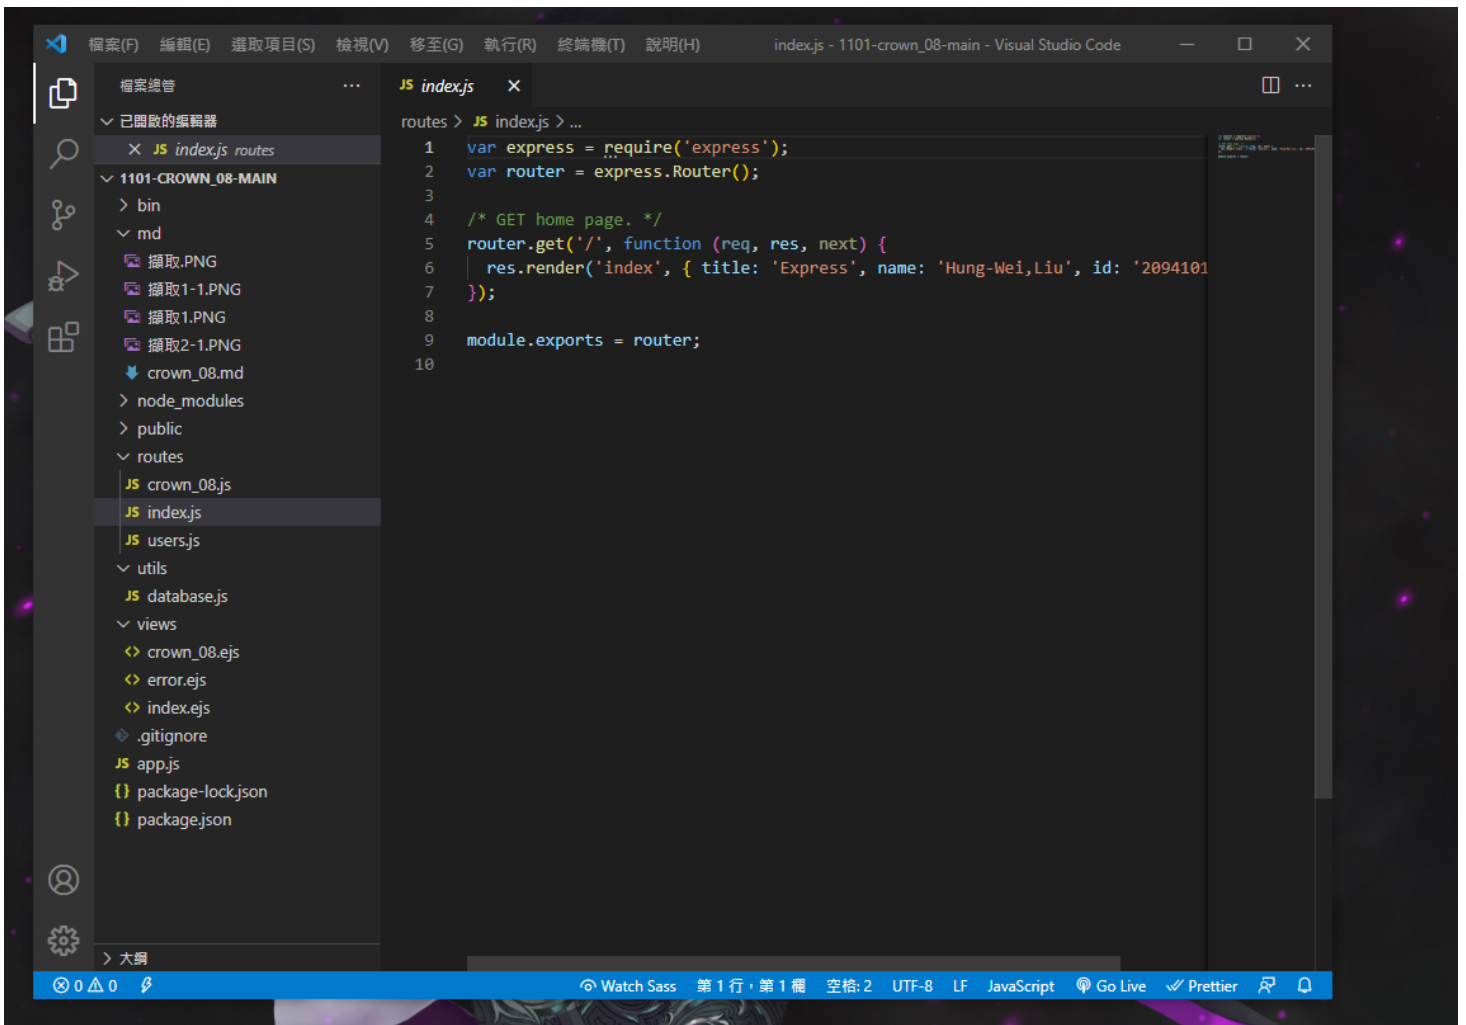 檔案(F) 編輯(E) 選取項目(S) 檢視(V) 移至(G) 執行(R) 終端機(T) 說明(H) index.js - 1101-crown_08-main - Visual Studio Code
檔案總管
JS index.js
已開啟的編輯器
JS index.js routes
1101-CROWN_08-MAIN
bin
md
擷取.PNG
擷取1-1.PNG
擷取1.PNG
擷取2-1.PNG
crown_08.md
node_modules
public
routes
JS crown_08.js
JS index.js
JS users.js
utils
JS database.js
views
<> crown_08.ejs
<> error.ejs
<> index.ejs
.gitignore
JS app.js
{} package-lock.json
{} package.json
大綱
routes > JS index.js > ...
1 var express = require('express');
2 var router = express.Router();
3
4 /* GET home page. */
5 router.get('/', function (req, res, next) {
6 res.render('index', { title: 'Express', name: 'Hung-Wei,Liu', id: '2094101
7 });
8
9 module.exports = router;
10
0 0 Watch Sass 第 1 行，第 1 欄 空格: 2 UTF-8 LF JavaScript Go Live Prettier